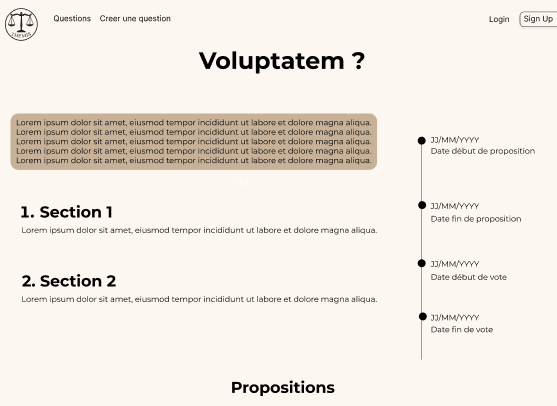 Questions
Creer une question
Login
Sign Up
THEMIS
Voluptatem ?
Lorem ipsum dolor sit amet, eiusmod tempor incididunt ut labore et dolore magna aliqua.
Lorem ipsum dolor sit amet, eiusmod tempor incididunt ut labore et dolore magna aliqua.
Lorem ipsum dolor sit amet, eiusmod tempor incididunt ut labore et dolore magna aliqua.
Lorem ipsum dolor sit amet, eiusmod tempor incididunt ut labore et dolore magna aliqua.
Lorem ipsum dolor sit amet, eiusmod tempor incididunt ut labore et dolore magna aliqua.
1. Section 1
Lorem ipsum dolor sit amet, eiusmod tempor incididunt ut labore et dolore magna aliqua.
2. Section 2
Lorem ipsum dolor sit amet, eiusmod tempor incididunt ut labore et dolore magna aliqua.
JJ/MM/YYYY
Date début de proposition
JJ/MM/YYYY
Date fin de proposition
JJ/MM/YYYY
Date début de vote
JJ/MM/YYYY
Date fin de vote
Propositions